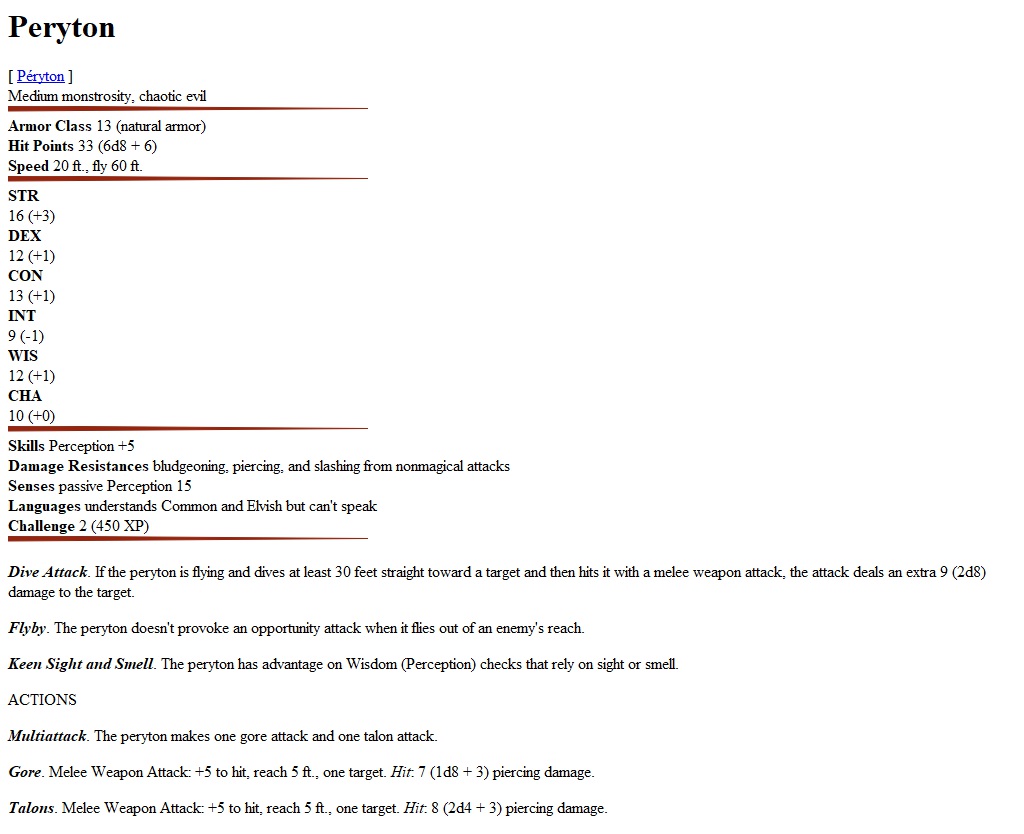 Peryton
[ Péryton ]
Medium monstrosity, chaotic evil
Armor Class 13 (natural armor)
Hit Points 33 (6d8 + 6)
Speed 20 ft., fly 60 ft.
STR
16 (+3)
DEX
12 (+1)
CON
13 (+1)
INT
9 (-1)
WIS
12 (+1)
CHA
10 (+0)
Skills Perception +5
Damage Resistances bludgeoning, piercing, and slashing from nonmagical attacks
Senses passive Perception 15
Languages understands Common and Elvish but can't speak
Challenge 2 (450 XP)
Dive Attack. If the peryton is flying and dives at least 30 feet straight toward a target and then hits it with a melee weapon attack, the attack deals an extra 9 (2d8)
damage to the target.
Flyby. The peryton doesn't provoke an opportunity attack when it flies out of an enemy's reach.
Keen Sight and Smell. The peryton has advantage on Wisdom (Perception) checks that rely on sight or smell.
ACTIONS
Multiattack. The peryton makes one gore attack and one talon attack.
Gore. Melee Weapon Attack: +5 to hit, reach 5 ft., one target. Hit: 7 (1d8 + 3) piercing damage.
Talons. Melee Weapon Attack: +5 to hit, reach 5 ft., one target. Hit: 8 (2d4 + 3) piercing damage.